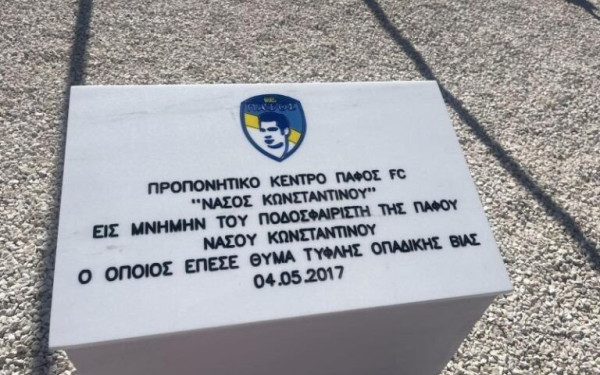 ΠΡΟΠΟΝΗΤΙΚΟ ΚΕΝΤΡΟ ΠΑΦΟΣ FC
"ΝΑΣΟΣ ΚΩΝΣΤΑΝΤΙΝΟΥ"
ΕΙΣ ΜΝΗΜΗΝ ΤΟΥ ΠΟΔΟΣΦΑΙΡΙΣΤΗ ΤΗΣ ΠΑΦΟΥ
ΝΑΣΟΥ ΚΩΝΣΤΑΝΤΙΝΟΥ
Ο ΟΠΟΙΟΣ ΕΠΕΣΕ ΘΥΜΑ ΤΥΦΛΗΣ ΟΠΑΔΙΚΗΣ ΒΙΑΣ
04.05.2017